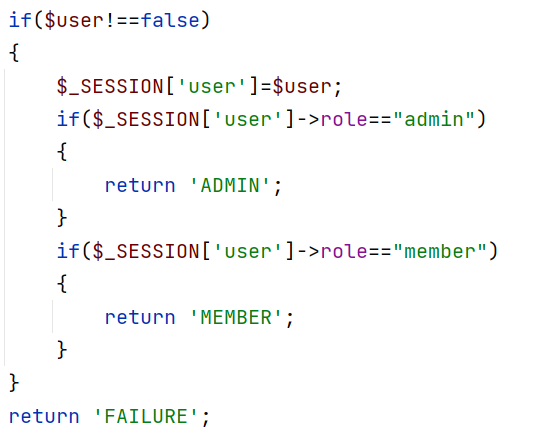 if($user!==false)
{
    $_SESSION['user']=$user;
    if($_SESSION['user']->role=="admin")
    {
        return 'ADMIN';
    }
    if($_SESSION['user']->role=="member")
    {
        return 'MEMBER';
    }
}
return 'FAILURE';